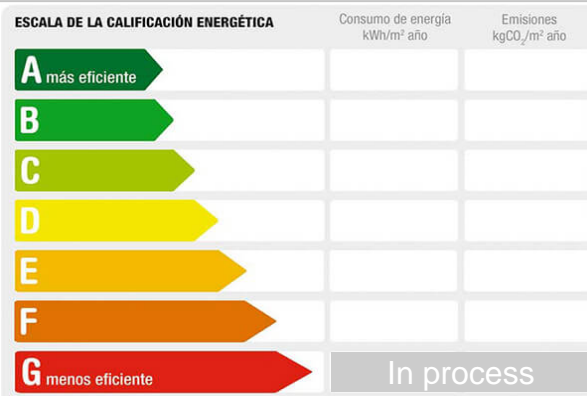 ESCALA DE LA CALIFICACIÓN ENERGÉTICA
Consumo de energía
kWh/m² año
Emisiones
kgCO₂/m² año
A más eficiente
B
C
D
E
F
G menos eficiente
In process